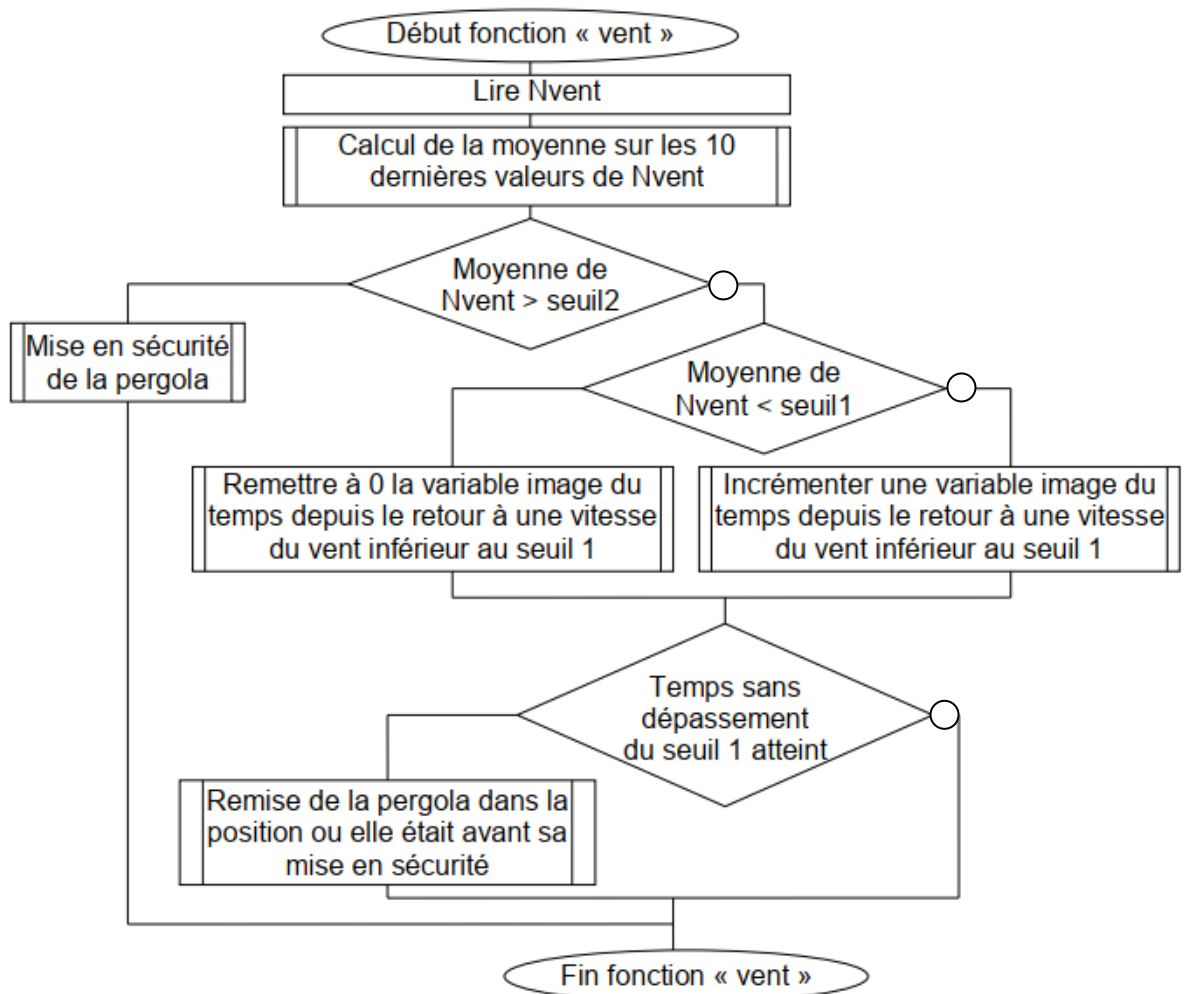 Début fonction « vent »
Lire Nvent
Calcul de la moyenne sur les 10
dernières valeurs de Nvent
Moyenne de
Nvent > seuil2
Mise en sécurité
de la pergola
Moyenne de
Nvent < seuil1
Remettre à 0 la variable image du
temps depuis le retour à une vitesse
du vent inférieur au seuil 1
Incrémenter une variable image du
temps depuis le retour à une vitesse
du vent inférieur au seuil 1
Temps sans
dépassement
du seuil 1 atteint
Remise de la pergola dans la
position ou elle était avant sa
mise en sécurité
Fin fonction « vent »